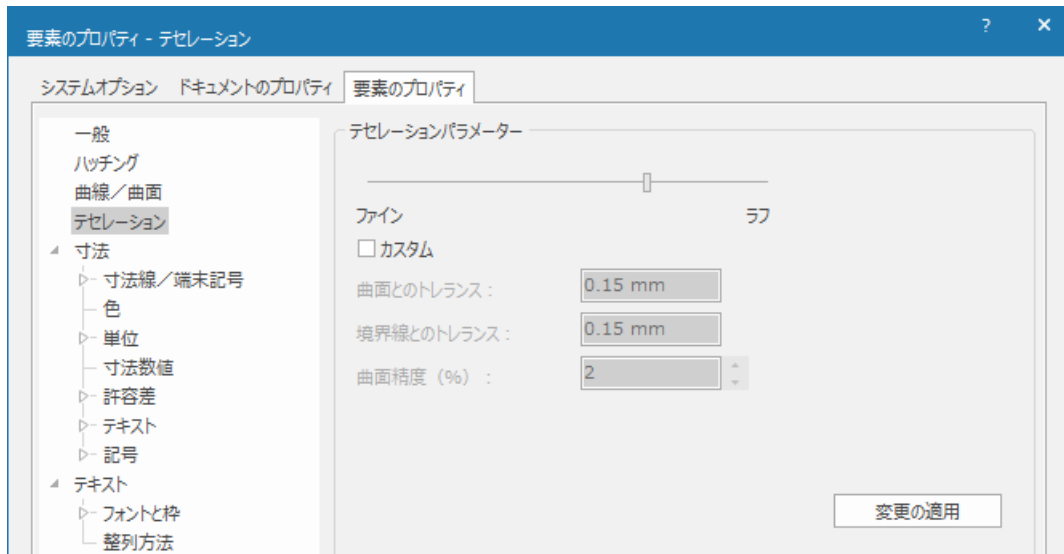 要素のプロパティ - テセレーション
? ×
システムオプション ドキュメントのプロパティ 要素のプロパティ
一般
ハッチング
曲線／曲面
テセレーション
寸法
寸法線／端末記号
色
単位
寸法数値
許容差
テキスト
記号
テキスト
フォントと枠
整列方法
テセレーションパラメーター
ファイン ラフ
カスタム
曲面とのトレランス： 0.15 mm
境界線とのトレランス： 0.15 mm
曲面精度（%）： 2
変更の適用